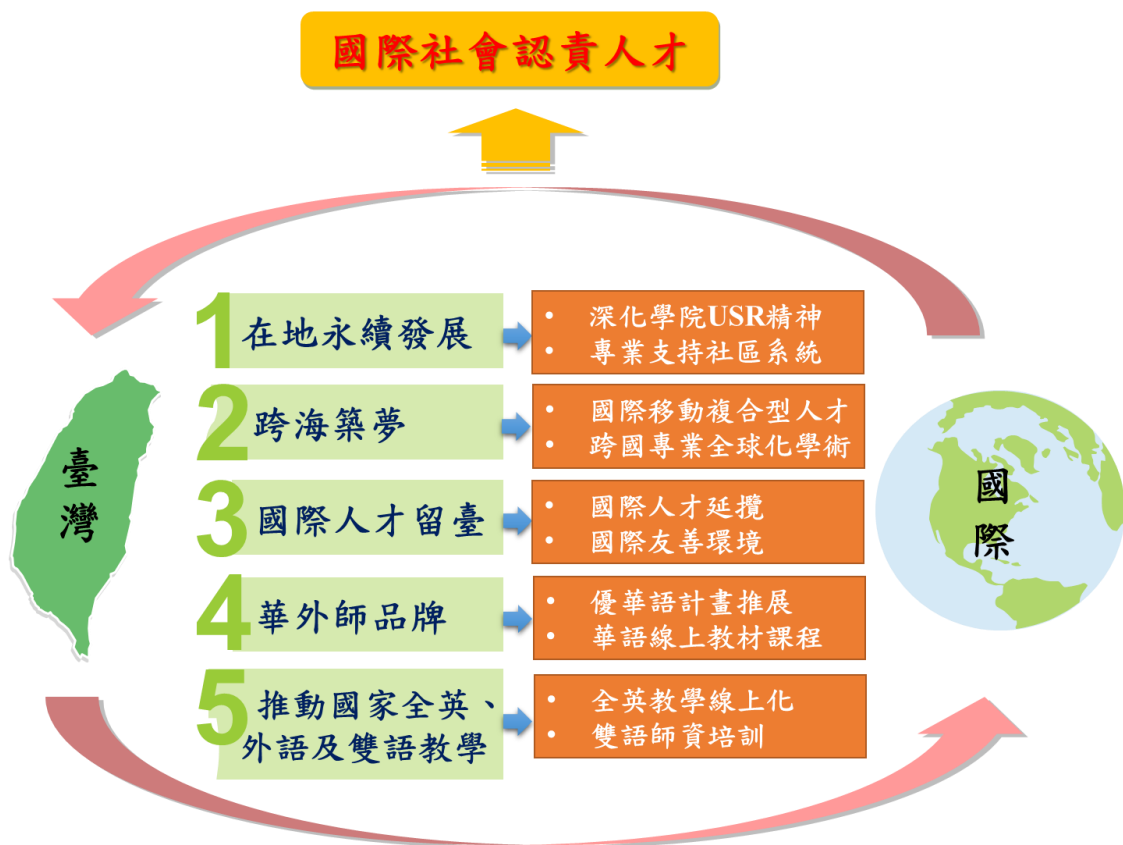 國際社會認責人才
臺灣
1 在地永續發展
• 深化學院USR精神
• 專業支持社區系統
2 跨海築夢
• 國際移動複合型人才
• 跨國專業全球化學術
3 國際人才留臺
• 國際人才延攬
• 國際友善環境
4 華外師品牌
• 優華語計畫推展
• 華語線上教材課程
5 推動國家全英、
外語及雙語教學
• 全英教學線上化
• 雙語師資培訓
國際